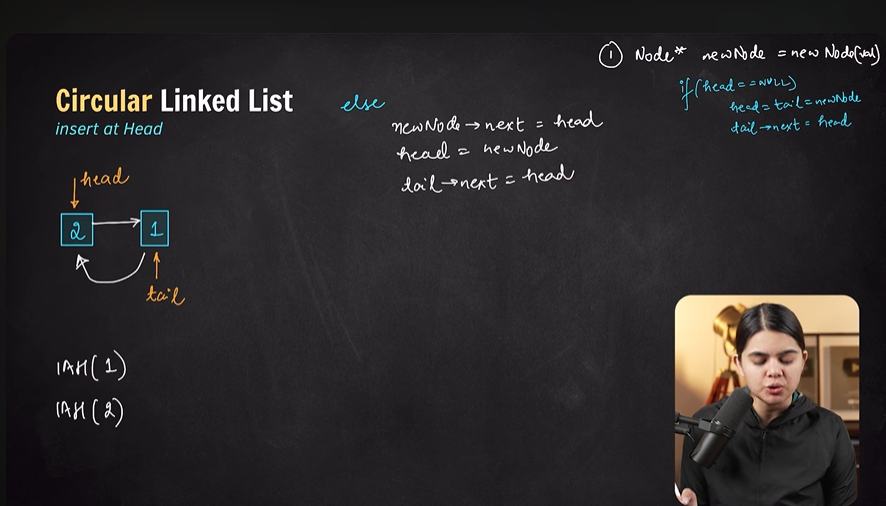 Circular Linked List
insert at Head
① Node* newNode = new Node(val)
if(head == NULL)
head = tail = newNode
tail→next = head
else
newNode→next = head
head = newNode
tail→next = head
head
2
1
tail
IAH(1)
IAH(2)